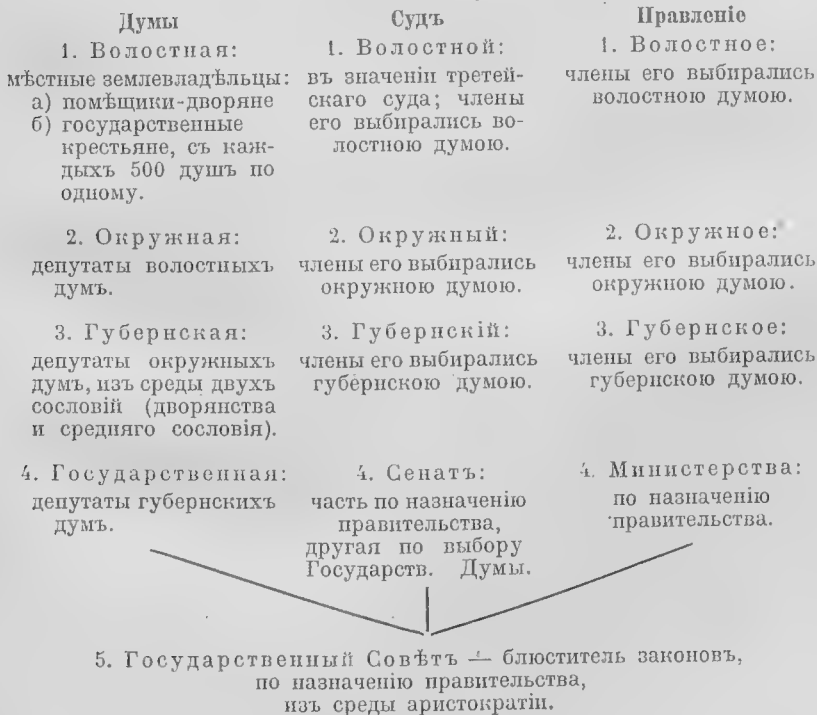 Думы
1. Волостная:
мѣстные землевладѣльцы:
а) помѣщики-дворяне
б) государственные
крестьяне, съ каж-
дыхъ 500 душъ по
одному.
2. Окружная:
депутаты волостныхъ
думъ.
3. Губернская:
депутаты окружныхъ
думъ, изъ среды двухъ
сословій (дворянства
и средняго сословія).
4. Государственная:
депутаты губернскихъ
думъ.
Судъ
1. Волостной:
въ значеніи третей-
скаго суда; члены
его выбирались во-
лостною думою.
2. Окружный:
члены его выбирались
окружною думою.
3. Губернскій:
члены его выбирались
губернскою думою.
4. Сенатъ:
часть по назначенію
правительства,
другая по выбору
Государств. Думы.
Правленіе
1. Волостное:
члены его выбирались
волостною думою.
2. Окружное:
члены его выбирались
окружною думою.
3. Губернское:
члены его выбирались
губернскою думою.
4. Министерства:
по назначенію
правительства.
5. Государственный Совѣтъ — блюститель законовъ,
по назначенію правительства,
изъ среды аристократіи.